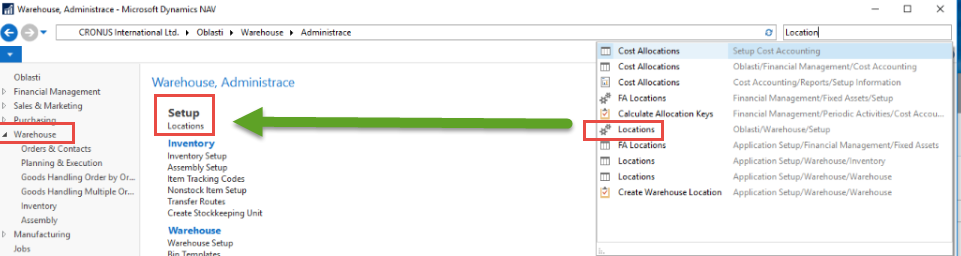 Warehouse, Administrace - Microsoft Dynamics NAV
CRONUS International Ltd. ▸ Oblasti ▸ Warehouse ▸ Administrace
Location
Oblasti
Financial Management
Sales & Marketing
Purchasing
Warehouse
Orders & Contacts
Planning & Execution
Goods Handling Order by Or...
Goods Handling Multiple Or...
Inventory
Assembly
Manufacturing
Jobs
Warehouse, Administrace
Setup
Locations
Inventory
Inventory Setup
Assembly Setup
Item Tracking Codes
Nonstock Item Setup
Transfer Routes
Create Stockkeeping Unit
Warehouse
Warehouse Setup
Bin Templates
Cost Allocations Setup Cost Accounting
Cost Allocations Oblasti/Financial Management/Cost Accounting
Cost Allocations Cost Accounting/Reports/Setup Information
FA Locations Financial Management/Fixed Assets/Setup
Calculate Allocation Keys Financial Management/Periodic Activities/Cost Accou...
Locations Oblasti/Warehouse/Setup
FA Locations Application Setup/Financial Management/Fixed Assets
Locations Application Setup/Warehouse/Inventory
Locations Application Setup/Warehouse/Warehouse
Create Warehouse Location Application Setup/Warehouse/Warehouse